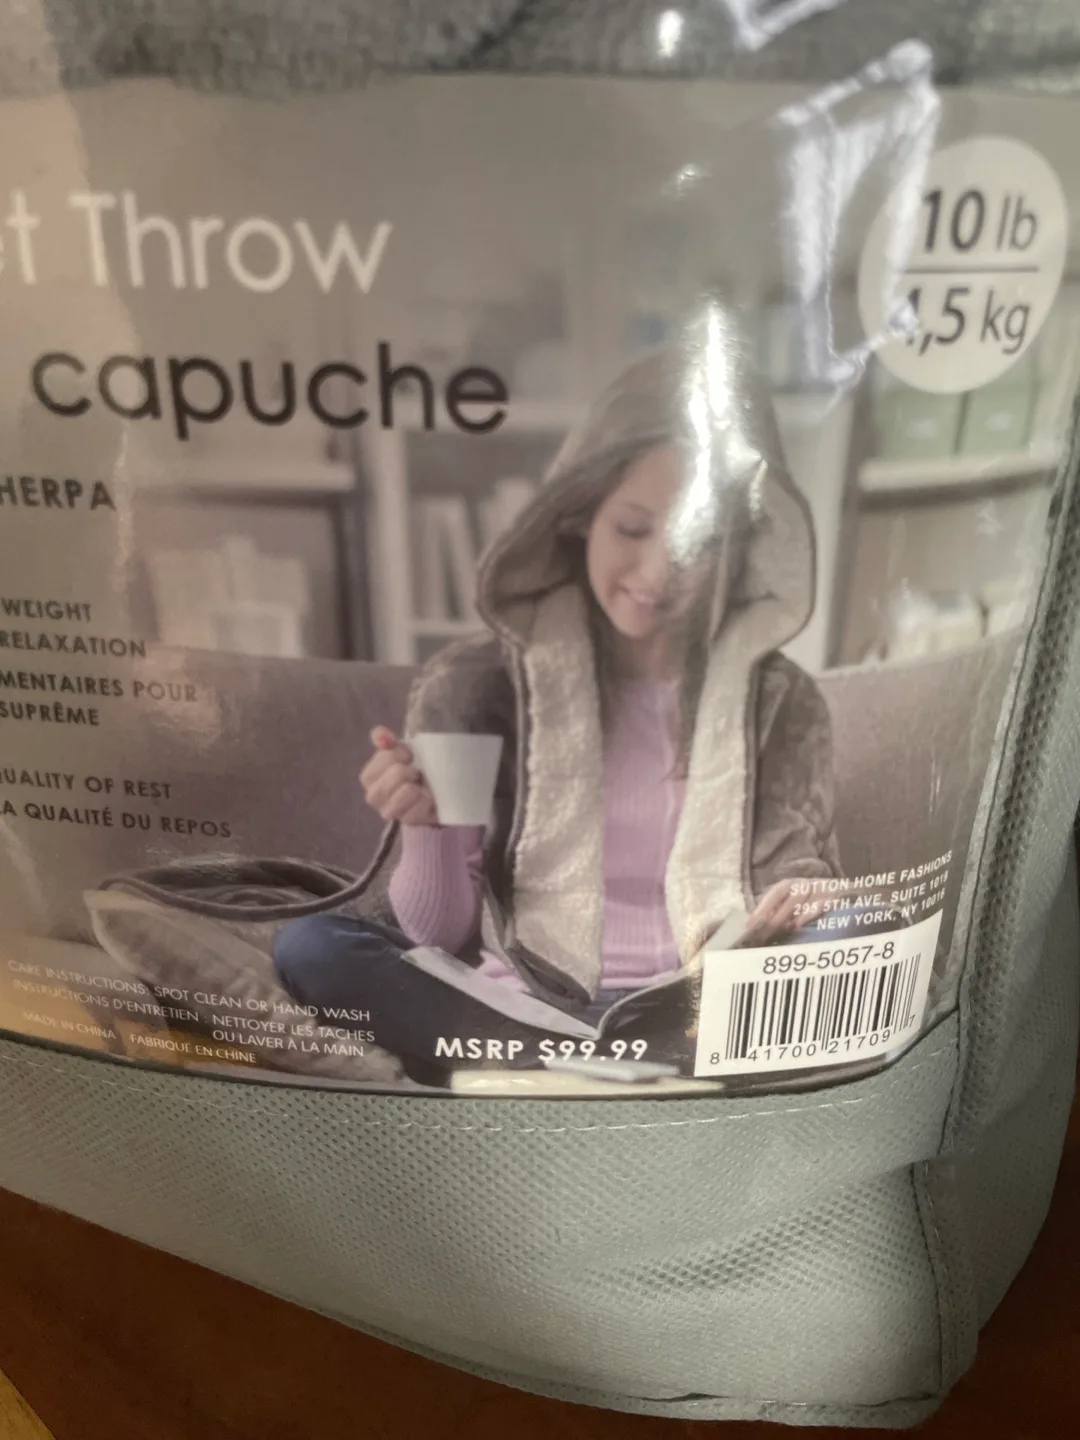 t Throw
capuche
10 lb
4,5 kg
HERPA
WEIGHT
RELAXATION
MENTAIRES POUR
SUPRÊME
UALITY OF REST
LA QUALITÉ DU REPOS
SUTTON HOME FASHIONS
295 5TH AVE, SUITE 1018
NEW YORK, NY 10016
899-5057-8
8 41700 21709 7
CARE INSTRUCTIONS: SPOT CLEAN OR HAND WASH
INSTRUCTIONS D'ENTRETIEN : NETTOYER LES TACHES
OU LAVER À LA MAIN
MADE IN CHINA FABRIQUÉ EN CHINE
MSRP $99.99